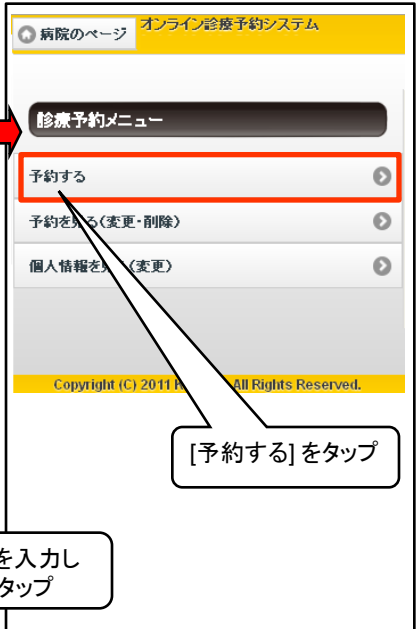 病院のページ
オンライン診療予約システム
診療予約メニュー
予約する
予約を見る(変更・削除)
個人情報を (変更)
Copyright (C) 2011 All Rights Reserved.
[予約する]をタップ
を入力し
タップ